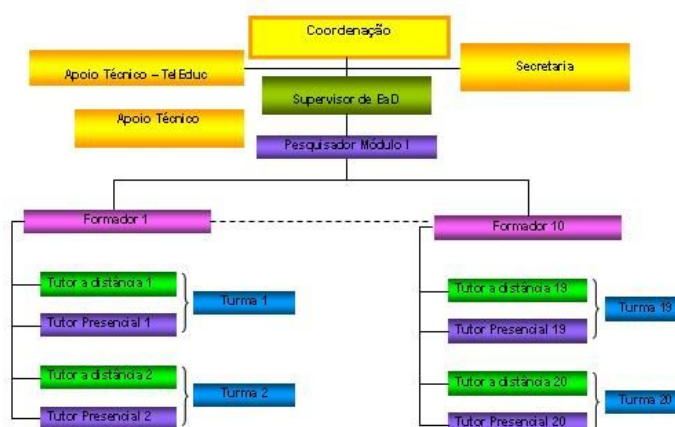 Coordenação
Apoio Técnico – TelEduc
Secretaria
Supervisor de EaD
Apoio Técnico
Pesquisador Módulo I
Formador 1
Formador 10
Tutor a distância 1
Turma 1
Tutor Presencial 1
Tutor a distância 2
Turma 2
Tutor Presencial 2
Tutor a distância 19
Turma 19
Tutor Presencial 19
Tutor a distância 20
Turma 20
Tutor Presencial 20